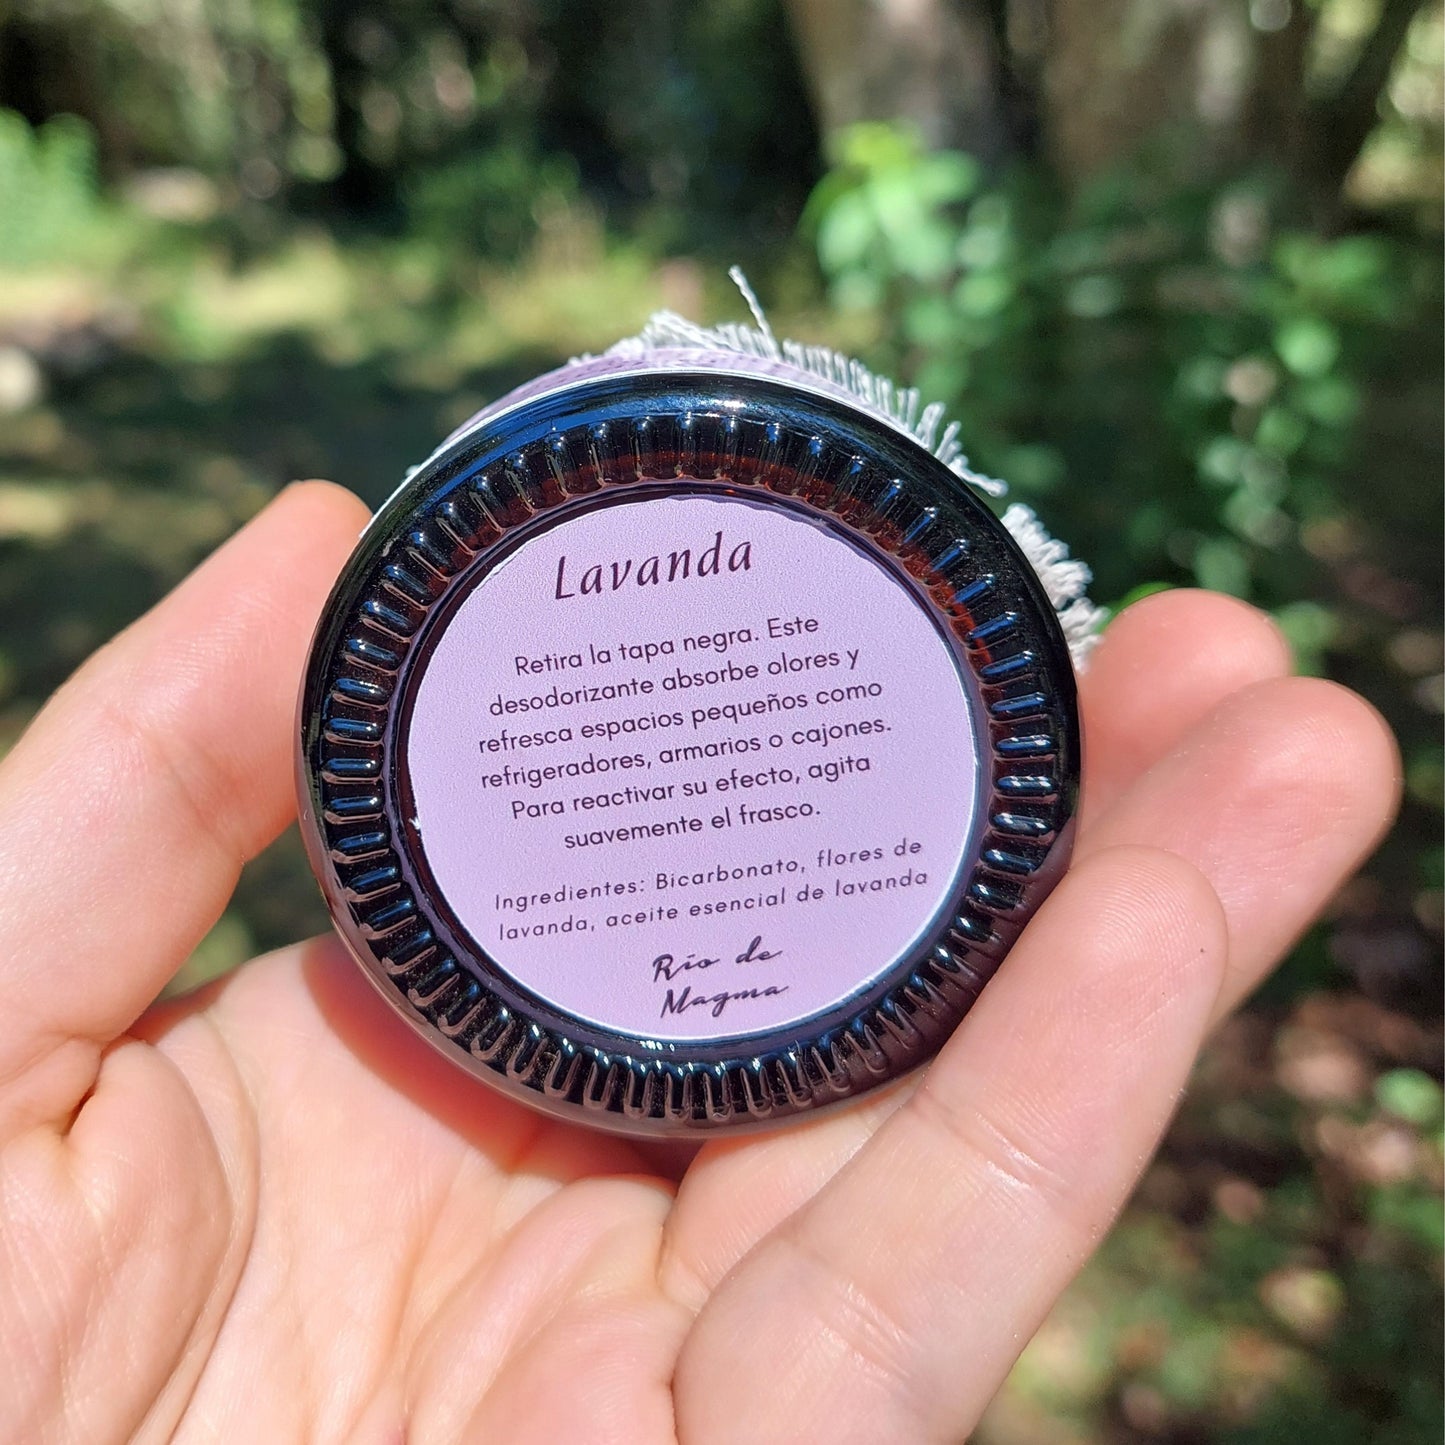 Lavanda
Retira la tapa negra. Este
desodorizante absorbe olores y
refresca espacios pequeños como
refrigeradores, armarios o cajones.
Para reactivar su efecto, agita
suavemente el frasco.
Ingredientes: Bicarbonato, flores de
lavanda, aceite esencial de lavanda
Río de
Magma